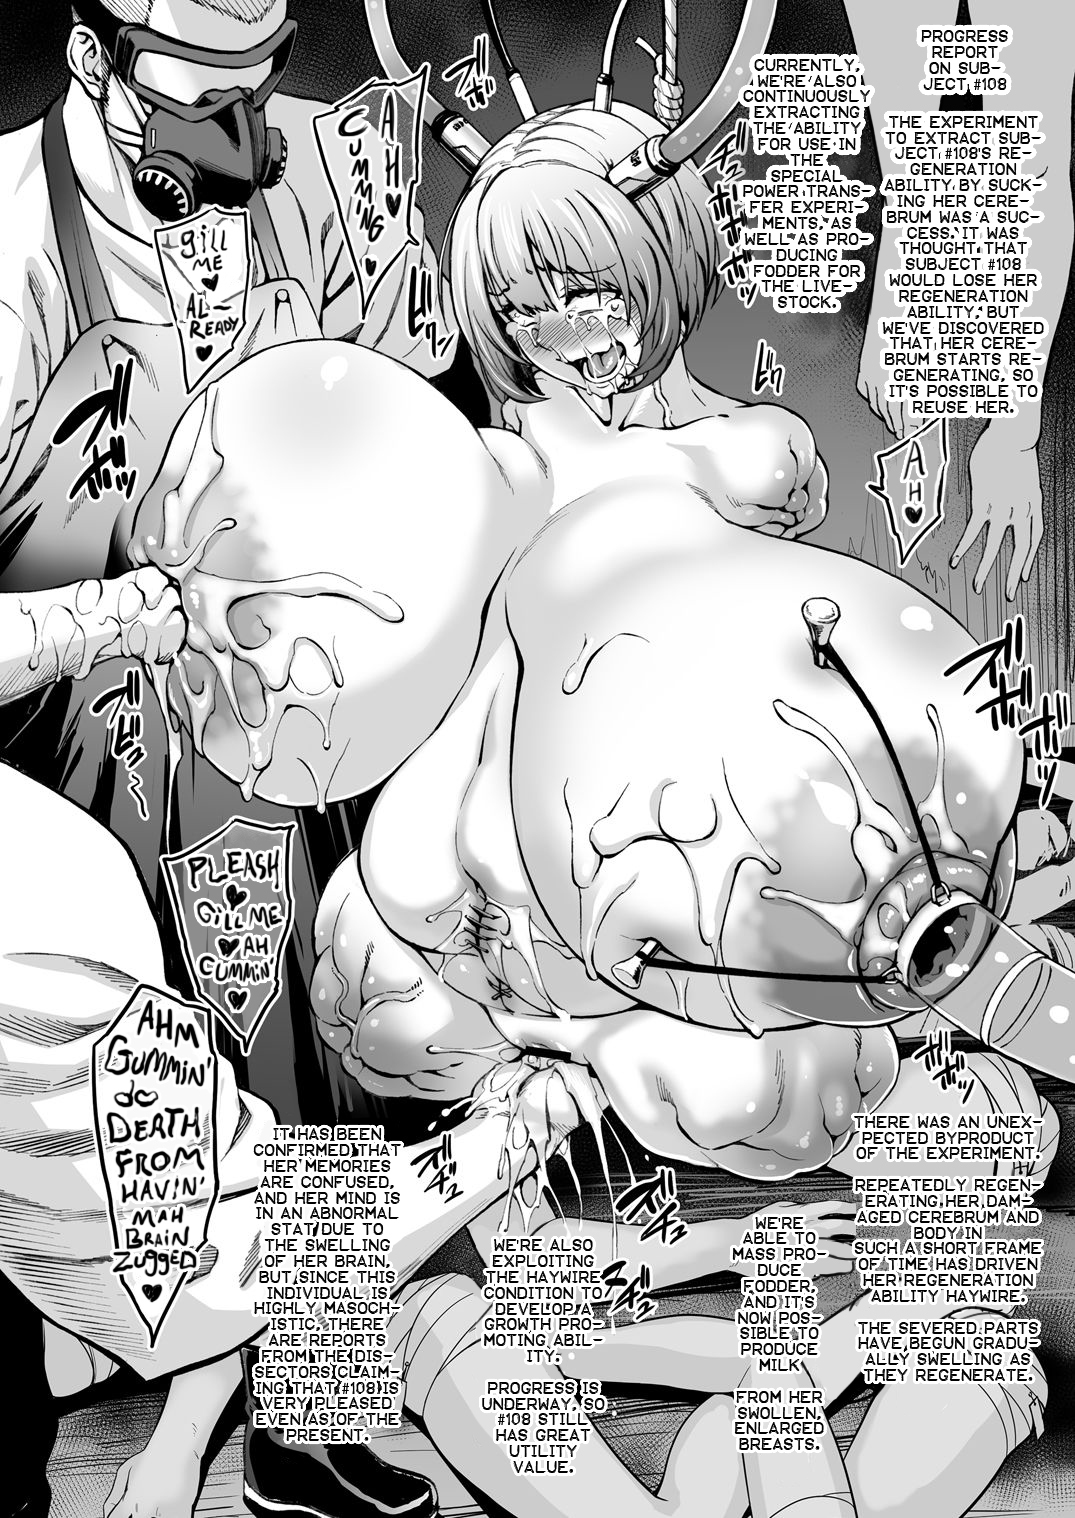 PROGRESS
REPORT
ON SUB-
JECT #108
THE EXPERIMENT
TO EXTRACT SUB-
JECT #108'S RE-
GENERATION
ABILITY BY SUCK-
ING HER CERE-
BRUM WAS A SUC-
CESS. IT WAS
THOUGHT THAT
SUBJECT #108
WOULD LOSE HER
REGENERATION
ABILITY, BUT
WE'VE DISCOVERED
THAT HER CERE-
BRUM STARTS RE-
GENERATING, SO
IT'S POSSIBLE TO
REUSE HER.
CURRENTLY,
WE'RE ALSO
CONTINUOUSLY
EXTRACTING
THE ABILITY
FOR USE IN
THE
SPECIAL
POWER TRANS-
FER EXPERI-
MENTS, AS
WELL AS PRO-
DUCING FODDER FOR
THE LIVE-
STOCK.
AH♥
CUMMING
♥
gill
ME
♥
AL-
READY
♥
AH
♥
PLEASH
♥
GILL ME
♥ AH
CUMMIN'
♥
AHM
GUMMIN'
do
DEATH
FROM
HAVIN'
MAH
BRAIN
ZUGGED
♥
THERE WAS AN UNEX-
PECTED BYPRODUCT
OF THE EXPERIMENT.
REPEATEDLY REGEN-
ERATING HER DAM-
AGED CEREBRUM AND
BODY IN
SUCH A SHORT FRAME
OF TIME HAS DRIVEN
HER REGENERATION
ABILITY HAYWIRE.
THE SEVERED PARTS
HAVE BEGUN GRADU-
ALLY SWELLING AS
THEY REGENERATE.
WE'RE
ABLE TO
MASS PRO-
DUCE
FODDER,
AND IT'S
NOW POS-
SIBLE TO
PRODUCE
MILK
FROM HER
SWOLLEN,
ENLARGED
BREASTS.
WE'RE ALSO
EXPLOITING
THE HAYWIRE
CONDITION TO
DEVELOP A
GROWTH PRO-
MOTING ABIL-
ITY.
PROGRESS IS
UNDERWAY, SO
#108 STILL
HAS GREAT
UTILITY
VALUE.
IT HAS BEEN
CONFIRMED THAT
HER MEMORIES
ARE CONFUSED,
AND HER MIND IS
IN AN ABNORMAL
STAT DUE TO
THE SWELLING
OF HER BRAIN,
BUT SINCE THIS
INDIVIDUAL IS
HIGHLY MASOCH-
ISTIC, THERE
ARE REPORTS
FROM THE DIS-
SECTORS CLAIM-
ING THAT #108 IS
VERY PLEASED
EVEN AS OF THE
PRESENT.